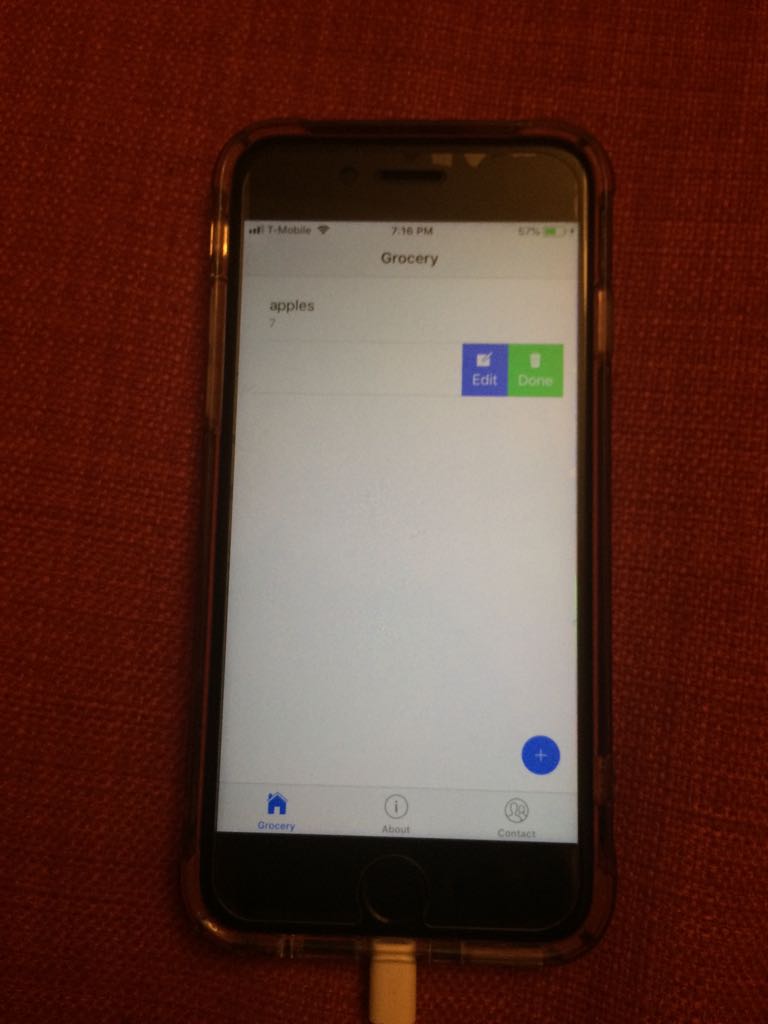 T-Mobile 7:16 PM 57%
Grocery
apples
7
Edit Done
+
Grocery About Contact